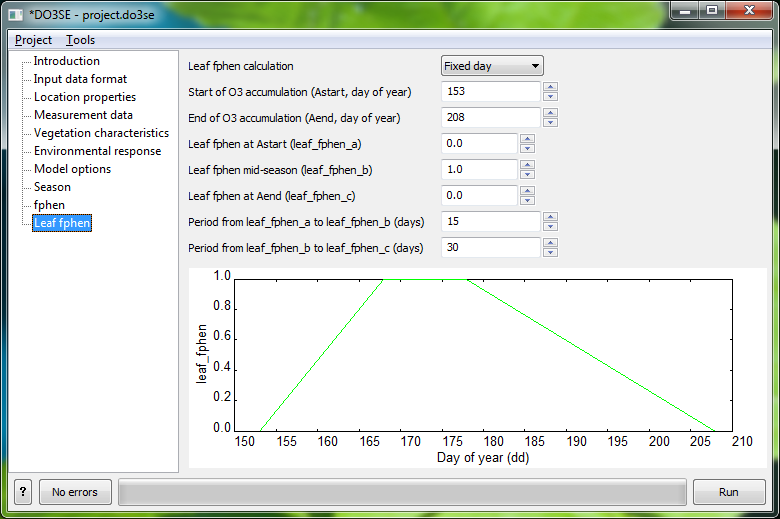 *DO3SE - project.do3se
Project Tools
Introduction
Input data format
Location properties
Measurement data
Vegetation characteristics
Environmental response
Model options
Season
fphen
Leaf fphen
Leaf fphen calculation Fixed day
Start of O3 accumulation (Astart, day of year) 153
End of O3 accumulation (Aend, day of year) 208
Leaf fphen at Astart (leaf_fphen_a) 0.0
Leaf fphen mid-season (leaf_fphen_b) 1.0
Leaf fphen at Aend (leaf_fphen_c) 0.0
Period from leaf_fphen_a to leaf_fphen_b (days) 15
Period from leaf_fphen_b to leaf_fphen_c (days) 30
1.0
0.8
0.6
0.4
0.2
0.0
leaf_fphen
150 155 160 165 170 175 180 185 190 195 200 205 210
Day of year (dd)
? No errors Run